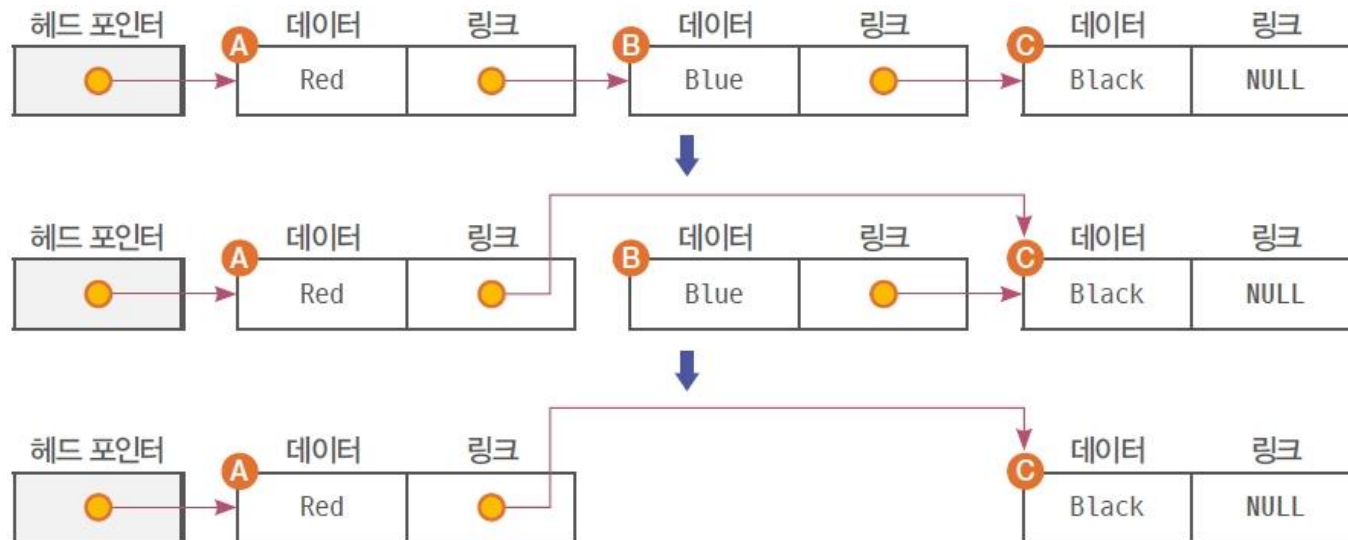 헤드 포인터 데이터 링크 데이터 링크 데이터 링크
A B C
Red Blue Black NULL
헤드 포인터 데이터 링크 데이터 링크 데이터 링크
A B C
Red Blue Black NULL
헤드 포인터 데이터 링크 데이터 링크
A C
Red Black NULL